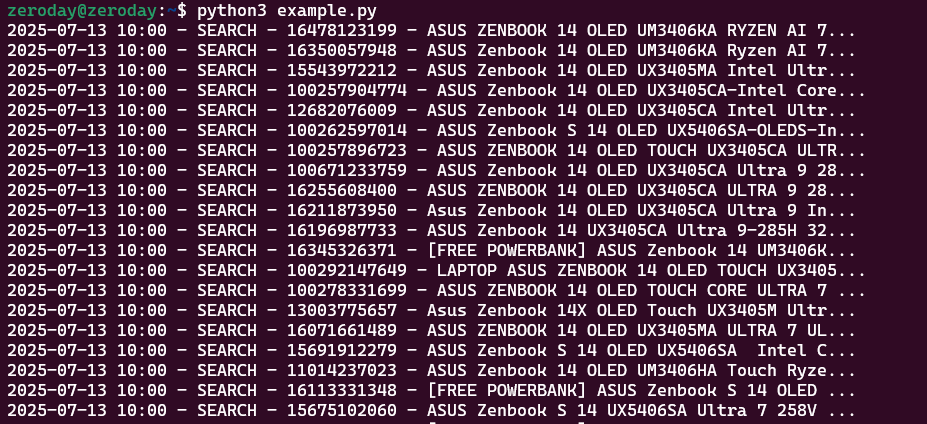 zeroday@zeroday:~$ python3 example.py
2025-07-13 10:00 - SEARCH - 16478123199 - ASUS ZENBOOK 14 OLED UM3406KA RYZEN AI 7...
2025-07-13 10:00 - SEARCH - 16350057948 - ASUS ZENBOOK 14 OLED UM3406KA Ryzen AI 7...
2025-07-13 10:00 - SEARCH - 15543972212 - ASUS Zenbook 14 OLED UX3405MA Intel Ultr...
2025-07-13 10:00 - SEARCH - 100257904774 - ASUS Zenbook 14 OLED UX3405CA-Intel Core...
2025-07-13 10:00 - SEARCH - 12682076009 - ASUS Zenbook 14 OLED UX3405CA Intel Ultr...
2025-07-13 10:00 - SEARCH - 100262597014 - ASUS Zenbook S 14 OLED UX5406SA-OLEDS-In...
2025-07-13 10:00 - SEARCH - 100257896723 - ASUS ZENBOOK 14 OLED TOUCH UX3405CA ULTR...
2025-07-13 10:00 - SEARCH - 100671233759 - ASUS Zenbook 14 OLED UX3405CA Ultra 9 28...
2025-07-13 10:00 - SEARCH - 16255608400 - ASUS ZENBOOK 14 OLED UX3405CA ULTRA 9 28...
2025-07-13 10:00 - SEARCH - 16211873950 - Asus Zenbook 14 OLED UX3405CA Ultra 9 In...
2025-07-13 10:00 - SEARCH - 16196987733 - ASUS Zenbook 14 UX3405CA Ultra 9-285H 32...
2025-07-13 10:00 - SEARCH - 16345326371 - [FREE POWERBANK] ASUS Zenbook 14 UM3406K...
2025-07-13 10:00 - SEARCH - 100292147649 - LAPTOP ASUS ZENBOOK 14 OLED TOUCH UX3405...
2025-07-13 10:00 - SEARCH - 100278331699 - ASUS ZENBOOK 14 OLED TOUCH CORE ULTRA 7 ...
2025-07-13 10:00 - SEARCH - 13003775657 - Asus Zenbook 14X OLED Touch UX3405M Ultr...
2025-07-13 10:00 - SEARCH - 16071661489 - ASUS ZENBOOK 14 OLED UX3405MA ULTRA 7 UL...
2025-07-13 10:00 - SEARCH - 15691912279 - ASUS Zenbook S 14 OLED UX5406SA  Intel C...
2025-07-13 10:00 - SEARCH - 11014237023 - ASUS Zenbook 14 OLED UM3406HA Touch Ryze...
2025-07-13 10:00 - SEARCH - 16113331348 - [FREE POWERBANK] ASUS Zenbook S 14 OLED ...
2025-07-13 10:00 - SEARCH - 15675102060 - ASUS Zenbook S 14 UX5406SA Ultra 7 258V ...